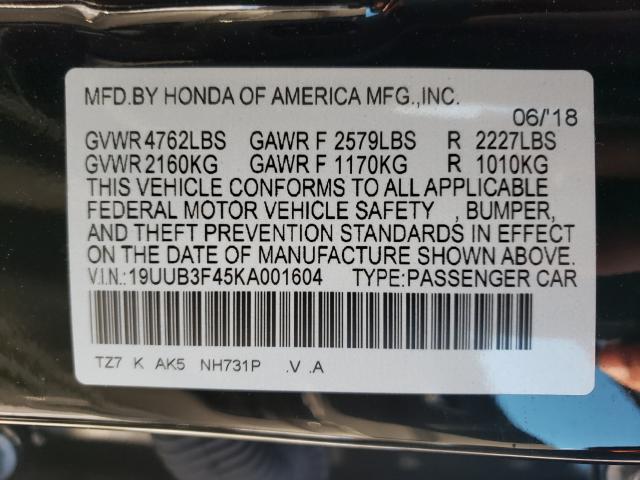 MFD.BY HONDA OF AMERICA MFG.,INC.
06/18
GVWR 4762LBS GAWR F 2579LBS R 2227LBS
GVWR 2160KG GAWR F 1170KG R 1010KG
THIS VEHICLE CONFORMS TO ALL APPLICABLE
FEDERAL MOTOR VEHICLE SAFETY , BUMPER,
AND THEFT PREVENTION STANDARDS IN EFFECT
ON THE DATE OF MANUFACTURE SHOWN ABOVE.
V.I.N.:19UUB3F45KA001604 TYPE:PASSENGER CAR
TZ7 K AK5 NH731P .V .A